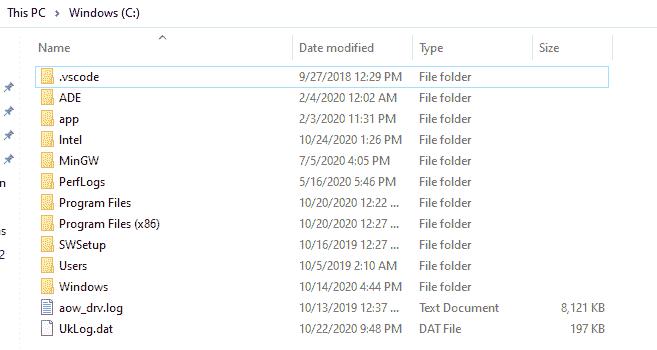 This PC > Windows (C:)
Name Date modified Type Size
.vscode 9/27/2018 12:29 PM File folder
ADE 2/4/2020 12:02 AM File folder
app 2/3/2020 11:31 PM File folder
Intel 10/24/2020 1:26 PM File folder
MinGW 7/5/2020 4:05 PM File folder
n PerfLogs 5/16/2020 5:46 PM File folder
Program Files 10/20/2020 12:22 ... File folder
Program Files (x86) 10/20/2020 12:27 ... File folder
s SWSetup 10/16/2019 12:27 ... File folder
2 Users 10/5/2019 2:10 AM File folder
Windows 10/14/2020 4:44 PM File folder
aow_drv.log 10/13/2019 12:37 ... Text Document 8,121 KB
UkLog.dat 10/22/2020 9:48 PM DAT File 197 KB